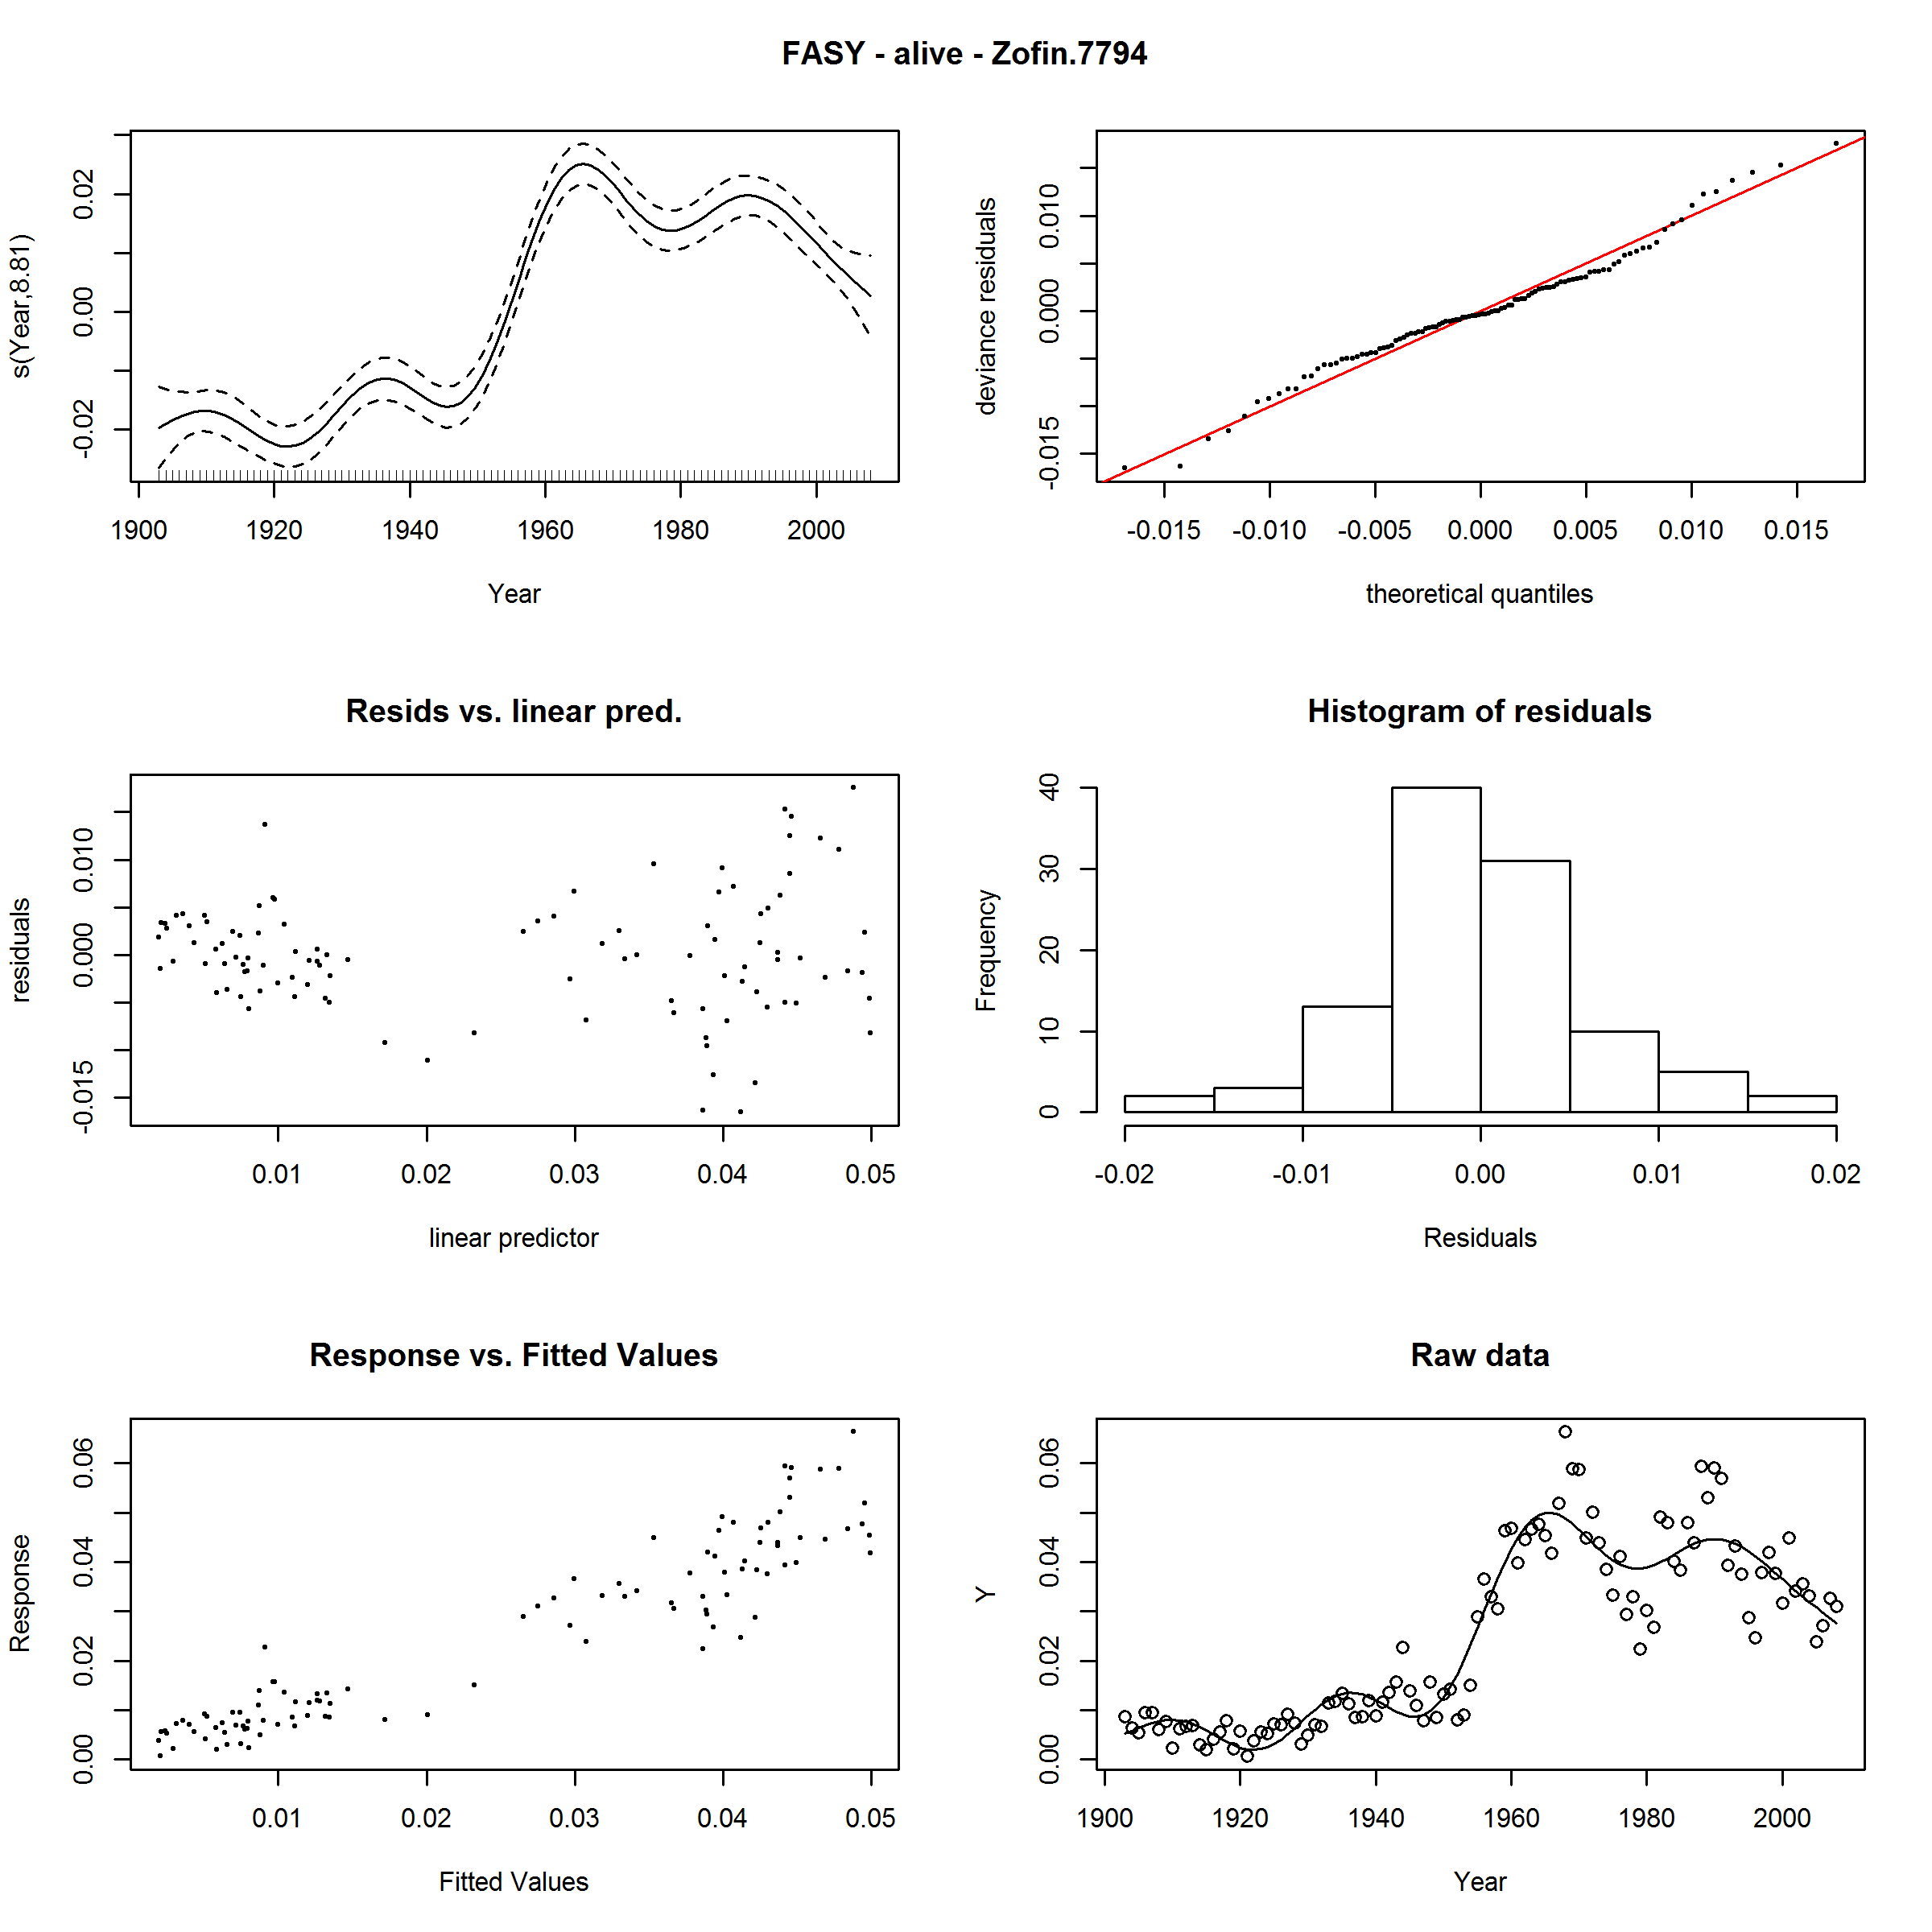 FASY - alive - Zofin.7794
s(Year,8.81)
-0.02 0.00 0.02
1900 1920 1940 1960 1980 2000
Year
deviance residuals
-0.015 0.000 0.010
-0.015 -0.010 -0.005 0.000 0.005 0.010 0.015
theoretical quantiles
Resids vs. linear pred.
residuals
-0.015 0.000 0.010
0.01 0.02 0.03 0.04 0.05
linear predictor
Histogram of residuals
Frequency
0 10 20 30 40
-0.02 -0.01 0.00 0.01 0.02
Residuals
Response vs. Fitted Values
Response
0.00 0.02 0.04 0.06
0.01 0.02 0.03 0.04 0.05
Fitted Values
Raw data
Y
0.00 0.02 0.04 0.06
1900 1920 1940 1960 1980 2000
Year